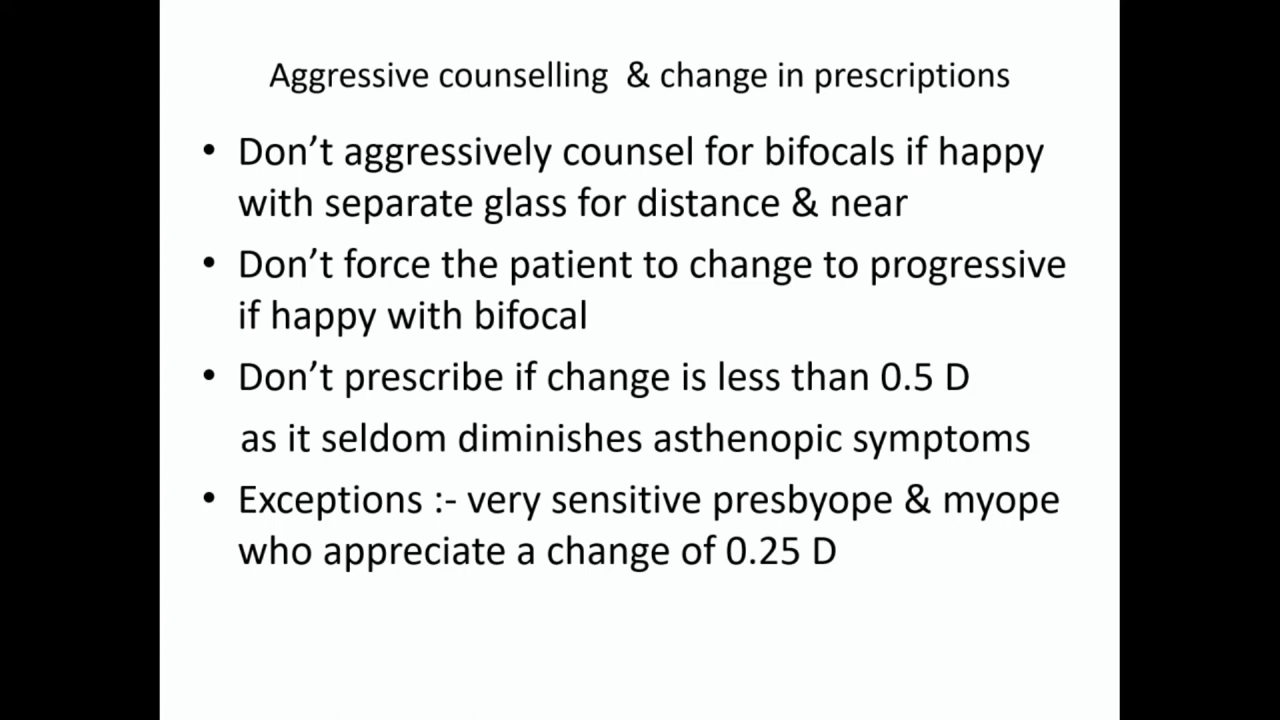 Aggressive counselling & change in prescriptions
• Don’t aggressively counsel for bifocals if happy
with separate glass for distance & near
• Don’t force the patient to change to progressive
if happy with bifocal
• Don’t prescribe if change is less than 0.5 D
as it seldom diminishes asthenopic symptoms
• Exceptions :- very sensitive presbyope & myope
who appreciate a change of 0.25 D